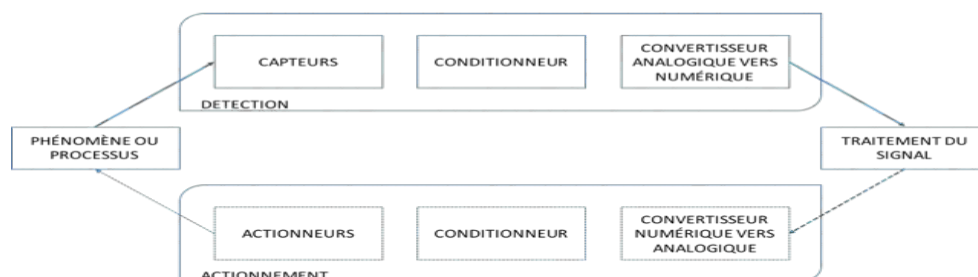 CAPTEURS
CONDITIONNEUR
CONVERTISSEUR
ANALOGIQUE VERS
NUMÉRIQUE
DETECTION
PHÉNOMÈNE OU
PROCESSUS
TRAITEMENT DU
SIGNAL
ACTIONNEURS
CONDITIONNEUR
CONVERTISSEUR
NUMÉRIQUE VERS
ANALOGIQUE
ACTIONNEMENT